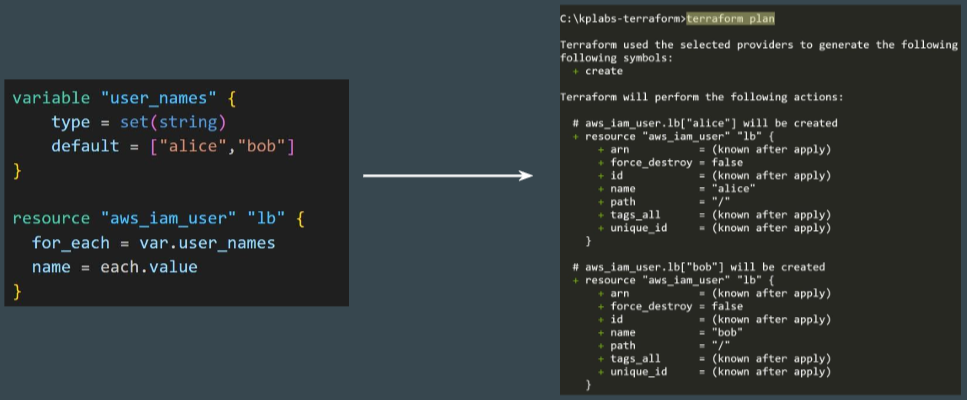 variable "user_names" {
    type = set(string)
    default = ["alice","bob"]
}
resource "aws_iam_user" "lb" {
  for_each = var.user_names
  name = each.value
}
C:\kplabs-terraform>terraform plan
Terraform used the selected providers to generate the following
following symbols:
  + create
Terraform will perform the following actions:
  # aws_iam_user.lb["alice"] will be created
  + resource "aws_iam_user" "lb" {
      + arn           = (known after apply)
      + force_destroy = false
      + id            = (known after apply)
      + name          = "alice"
      + path          = "/"
      + tags_all      = (known after apply)
      + unique_id     = (known after apply)
    }
  # aws_iam_user.lb["bob"] will be created
  + resource "aws_iam_user" "lb" {
      + arn           = (known after apply)
      + force_destroy = false
      + id            = (known after apply)
      + name          = "bob"
      + path          = "/"
      + tags_all      = (known after apply)
      + unique_id     = (known after apply)
    }